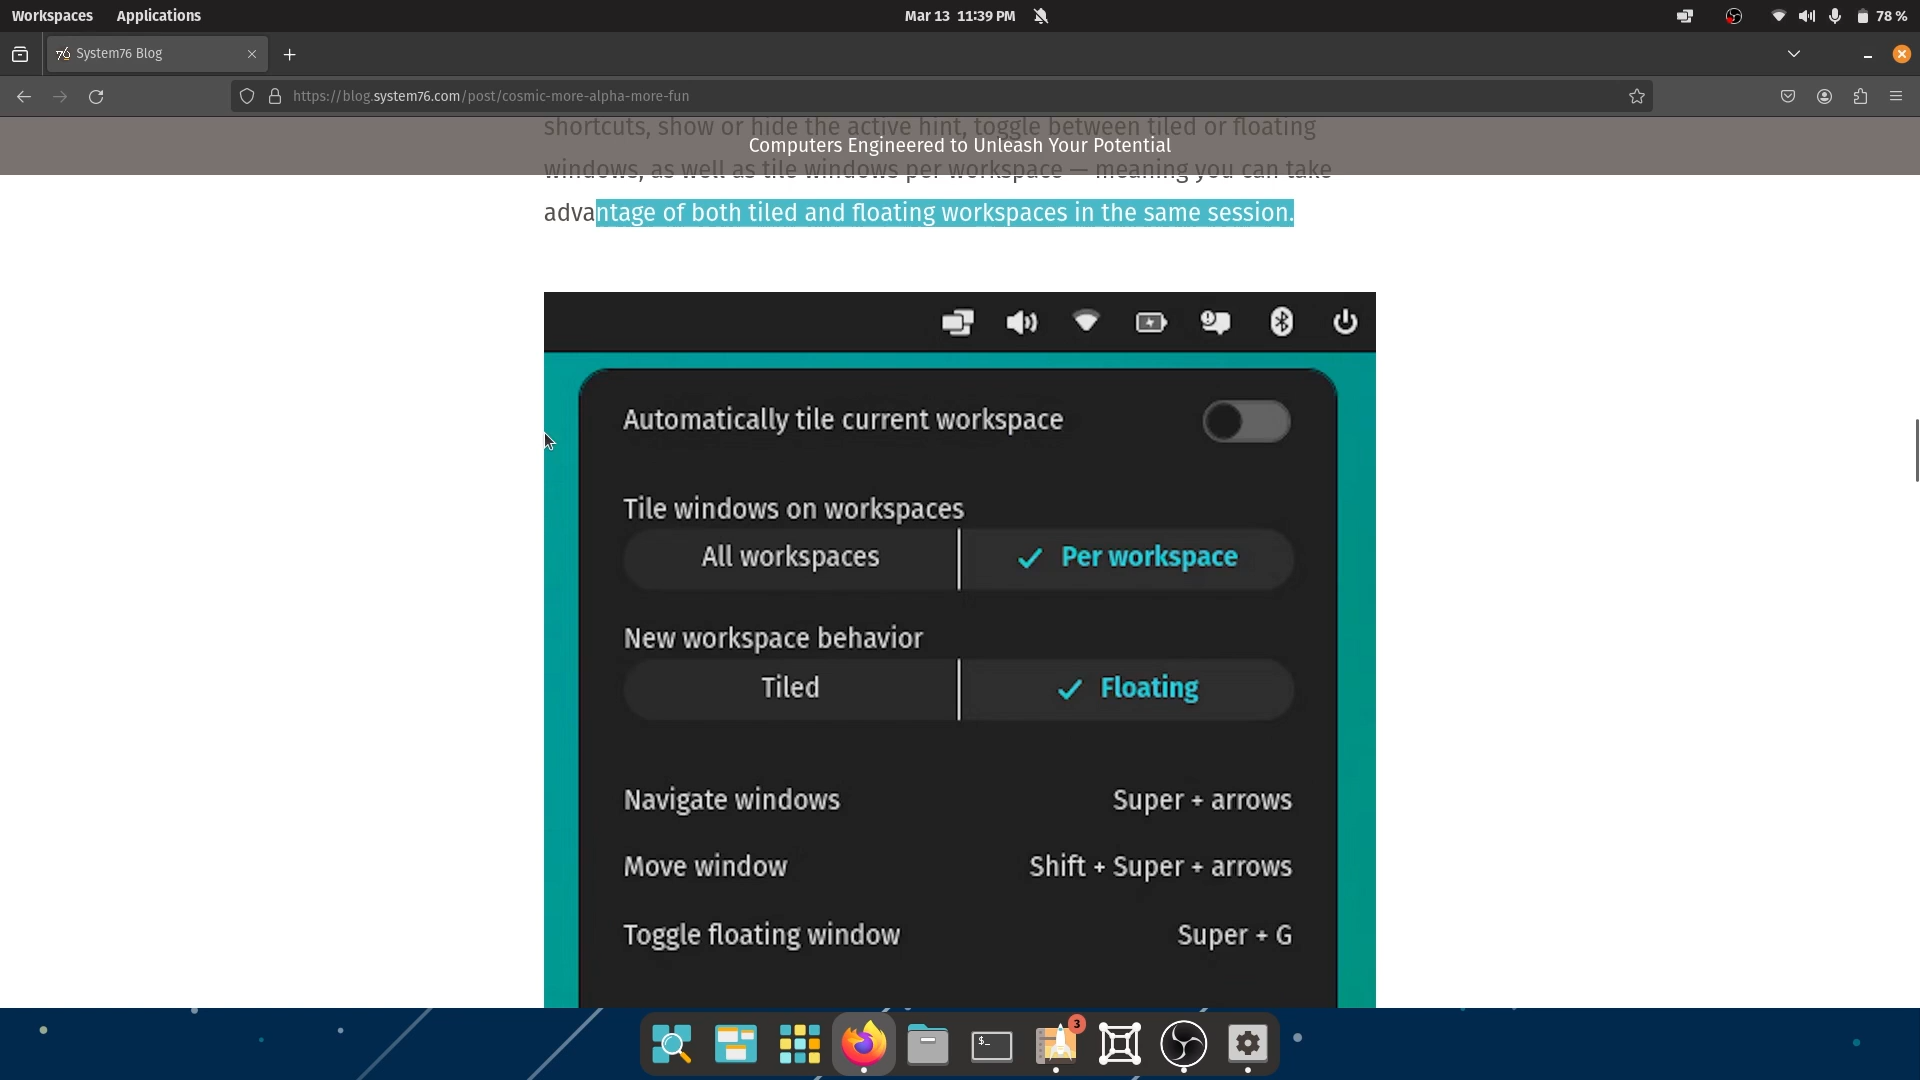 Workspaces Applications Mar 13 11:39 PM 78 %
System76 Blog
https://blog.system76.com/post/cosmic-more-alpha-more-fun
shortcuts, show or hide the active hint, toggle between tiled or floating
Computers Engineered to Unleash Your Potential
windows, as well as tile windows per workspace — meaning you can take
advantage of both tiled and floating workspaces in the same session.
Automatically tile current workspace
Tile windows on workspaces
All workspaces Per workspace
New workspace behavior
Tiled Floating
Navigate windows Super + arrows
Move window Shift + Super + arrows
Toggle floating window Super + G
3
$_